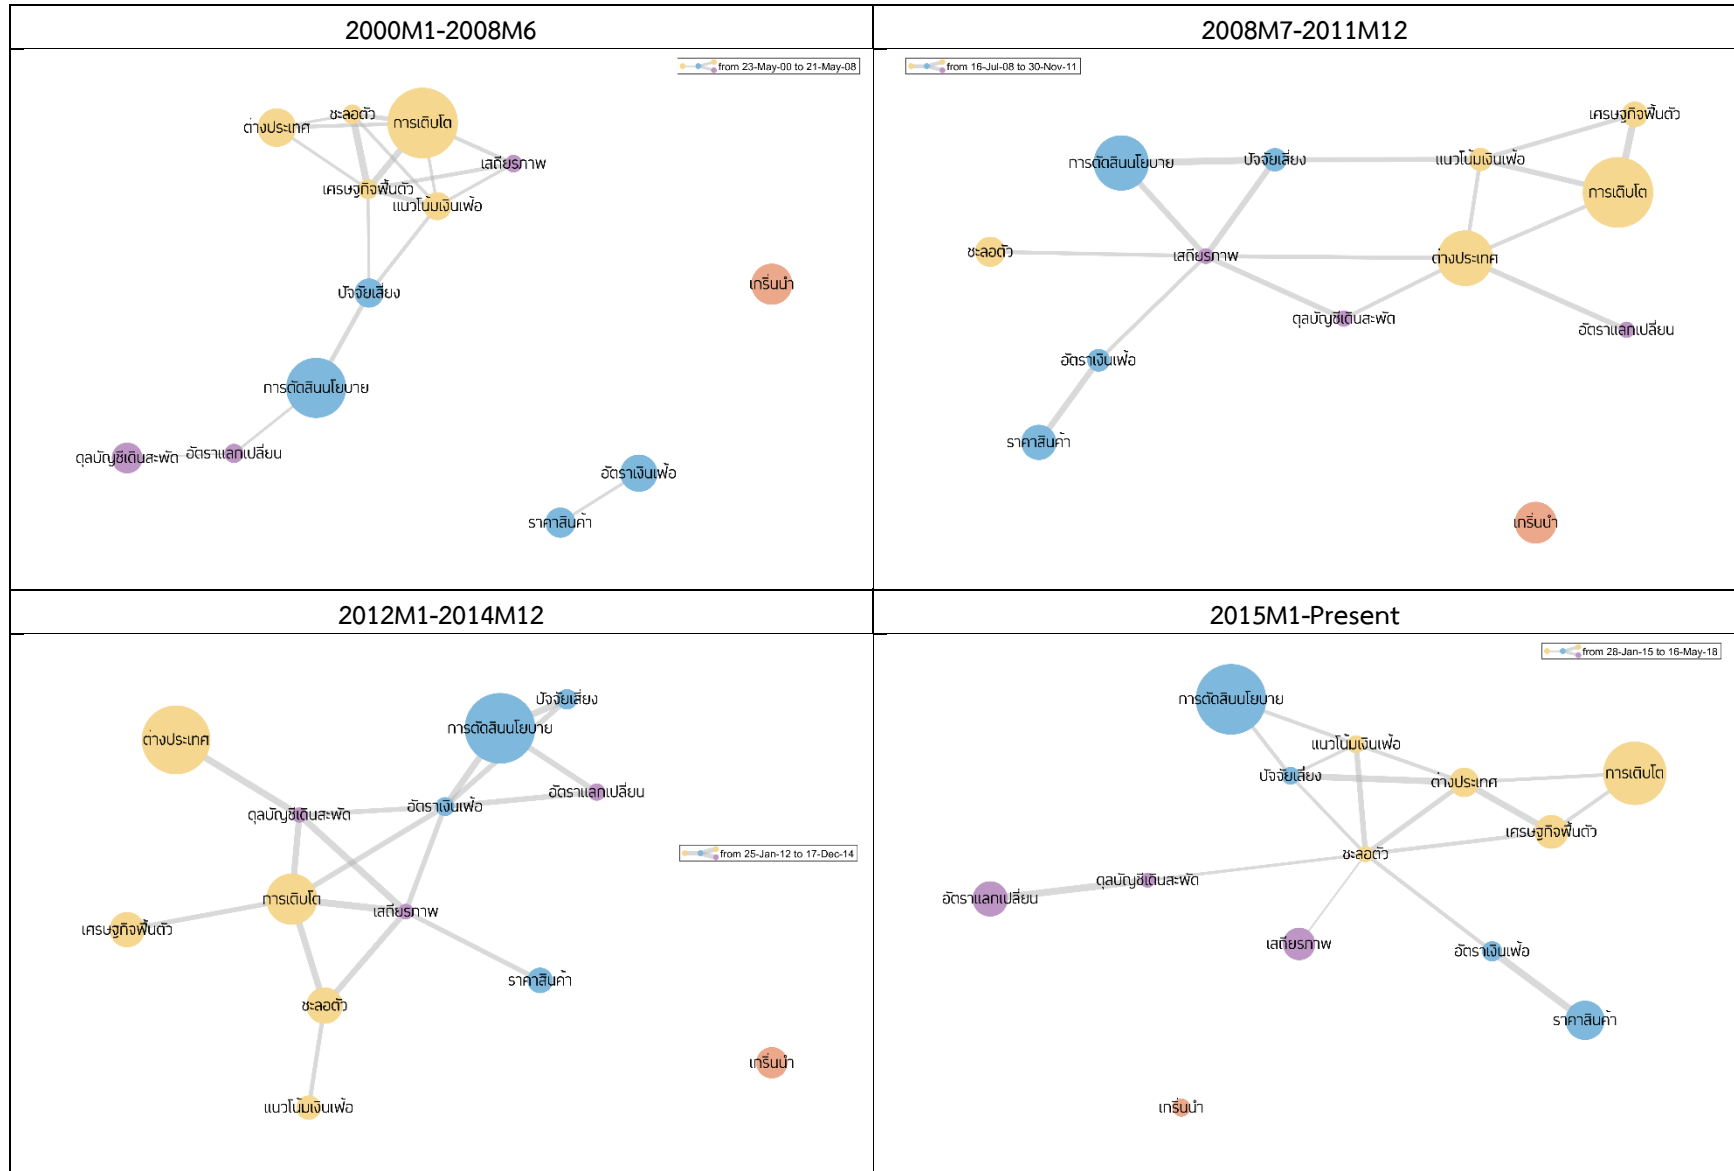 2000M1-2008M6
from 23-May-00 to 21-May-08
ชะลอตัว
การเติบโต
ต่างประเทศ
เสถียรภาพ
เศรษฐกิจฟื้นตัว
แนวโน้มเงินเฟ้อ
เกริ่นนำ
ปัจจัยเสี่ยง
การตัดสินนโยบาย
ดุลบัญชีเดินสะพัด
อัตราแลกเปลี่ยน
อัตราเงินเฟ้อ
ราคาสินค้า
2008M7-2011M12
from 16-Jul-08 to 30-Nov-11
เศรษฐกิจฟื้นตัว
การตัดสินนโยบาย
ปัจจัยเสี่ยง
แนวโน้มเงินเฟ้อ
การเติบโต
ชะลอตัว
เสถียรภาพ
ต่างประเทศ
ดุลบัญชีเดินสะพัด
อัตราแลกเปลี่ยน
อัตราเงินเฟ้อ
ราคาสินค้า
เกริ่นนำ
2012M1-2014M12
ปัจจัยเสี่ยง
การตัดสินนโยบาย
ต่างประเทศ
อัตราแลกเปลี่ยน
อัตราเงินเฟ้อ
ดุลบัญชีเดินสะพัด
from 25-Jan-12 to 17-Dec-14
การเติบโต
เสถียรภาพ
เศรษฐกิจฟื้นตัว
ราคาสินค้า
ชะลอตัว
เกริ่นนำ
แนวโน้มเงินเฟ้อ
2015M1-Present
from 28-Jan-15 to 16-May-18
การตัดสินนโยบาย
แนวโน้มเงินเฟ้อ
ปัจจัยเสี่ยง
ต่างประเทศ
การเติบโต
เศรษฐกิจฟื้นตัว
ชะลอตัว
ดุลบัญชีเดินสะพัด
อัตราแลกเปลี่ยน
เสถียรภาพ
อัตราเงินเฟ้อ
ราคาสินค้า
เกริ่นนำ